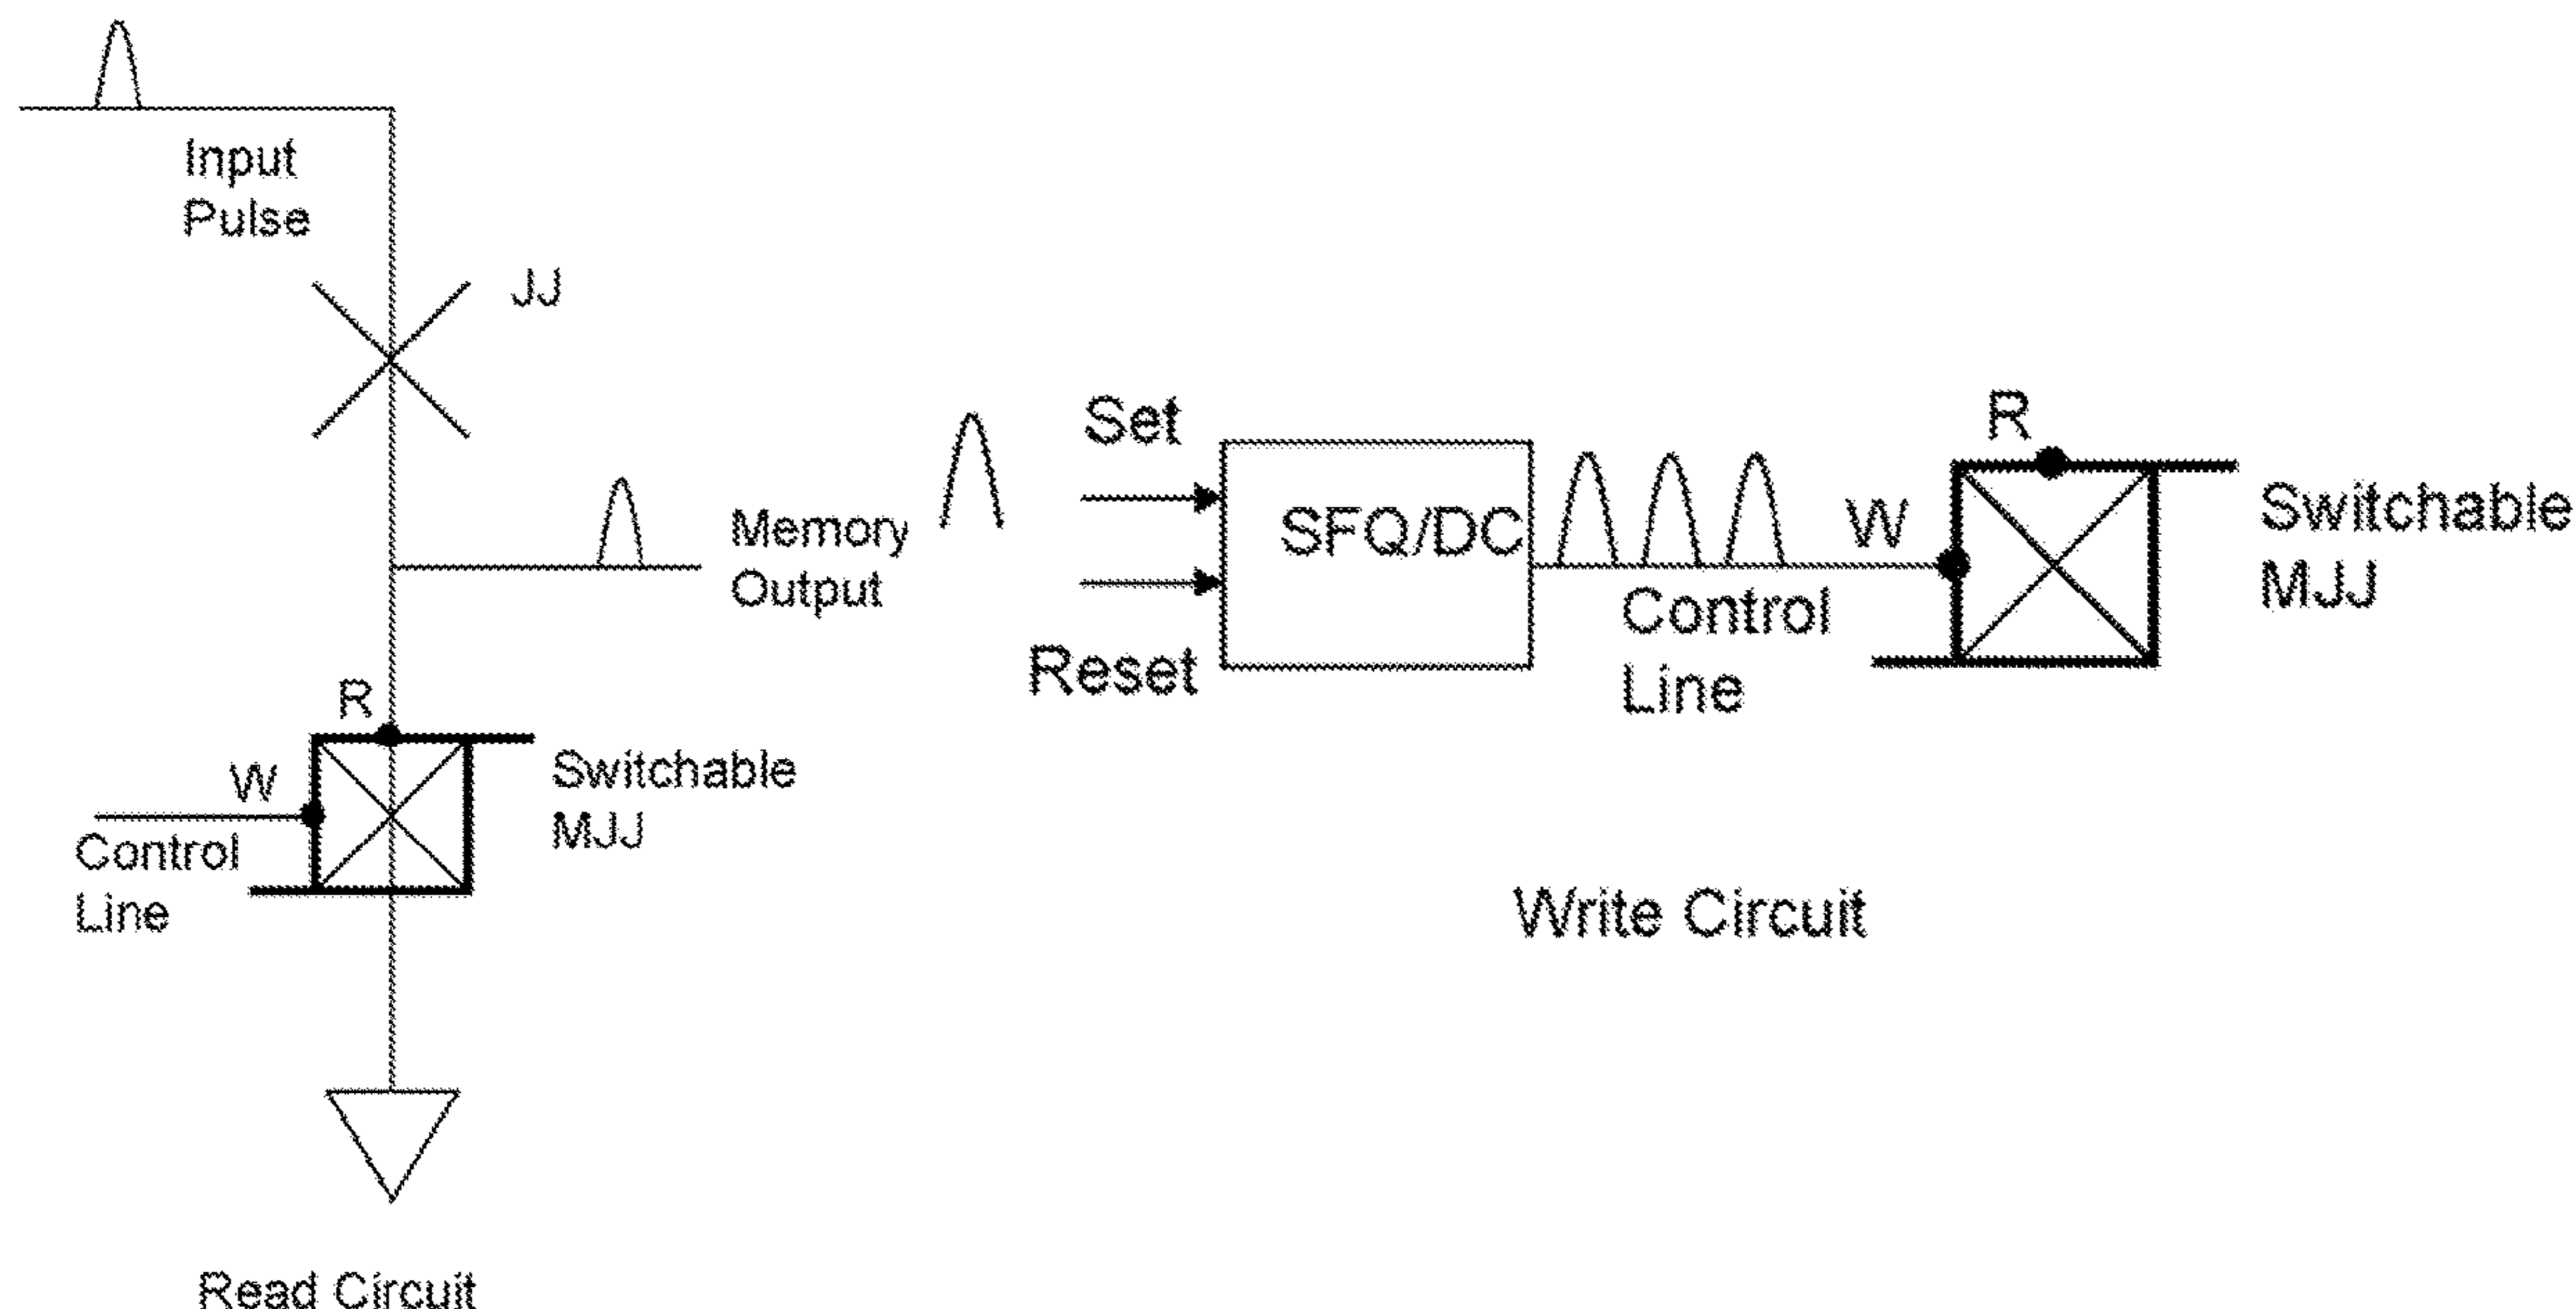 Input
Pulse
JJ
Memory
Output
R
W
Switchable
MJJ
Control
Line
Read Circuit
Set
Reset
SFQ/DC
Control
Line
W
R
Switchable
MJJ
Write Circuit